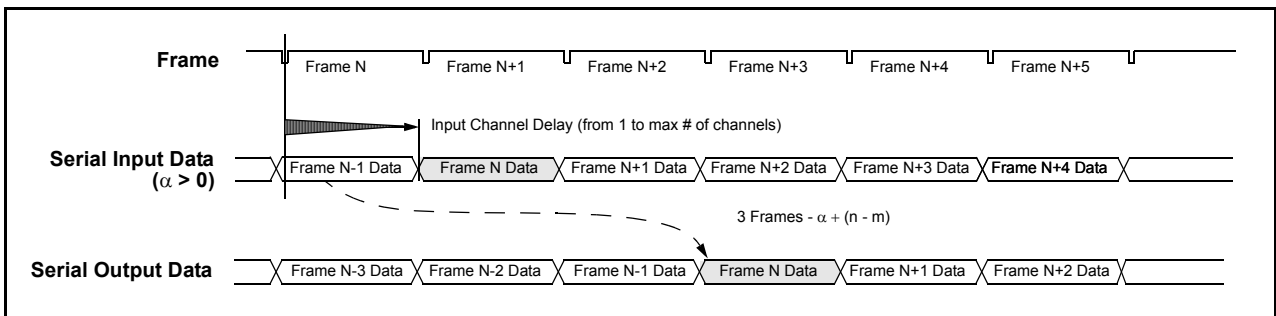 Frame
Frame N
Frame N+1
Frame N+2
Frame N+3
Frame N+4
Frame N+5
Input Channel Delay (from 1 to max # of channels)
Serial Input Data
(α > 0)
Frame N-1 Data
Frame N Data
Frame N+1 Data
Frame N+2 Data
Frame N+3 Data
Frame N+4 Data
3 Frames - α + (n - m)
Serial Output Data
Frame N-3 Data
Frame N-2 Data
Frame N-1 Data
Frame N Data
Frame N+1 Data
Frame N+2 Data